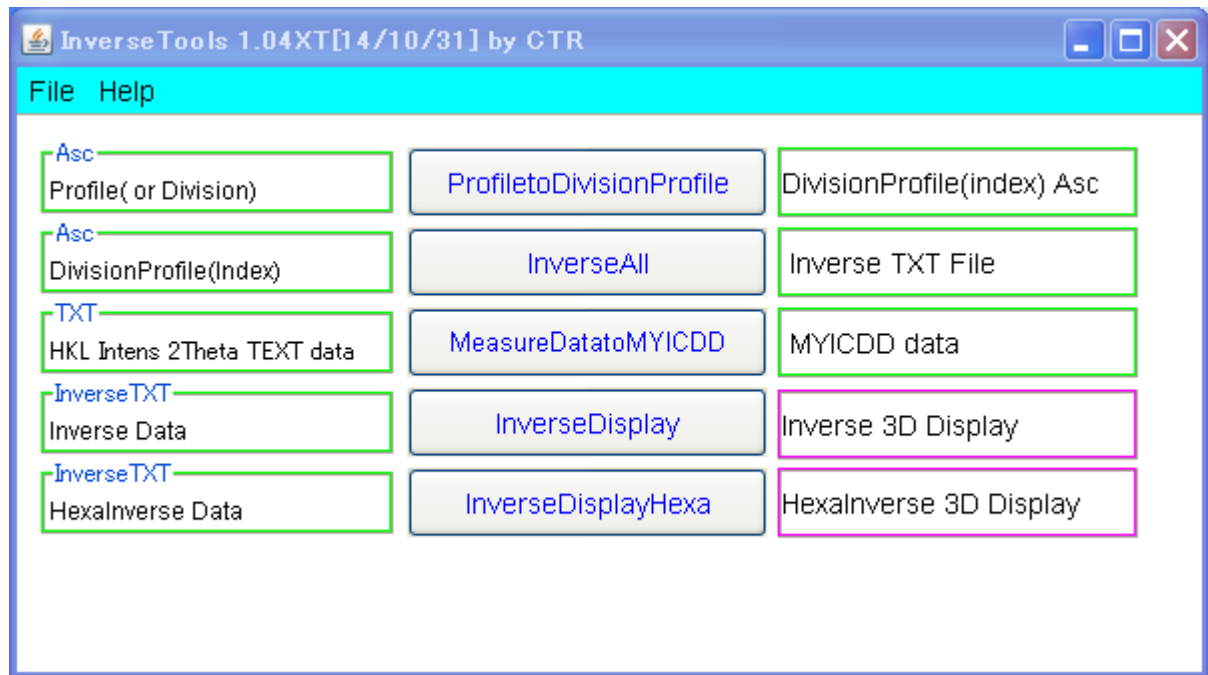 InverseTools 1.04XT[14/10/31] by CTR
File Help
Asc
Profile( or Division)
ProfiletoDivisionProfile
DivisionProfile(index) Asc
Asc
DivisionProfile(Index)
InverseAll
Inverse TXT File
TXT
HKL Intens 2Theta TEXT data
MeasureDatatoMYICDD
MYICDD data
InverseTXT
Inverse Data
InverseDisplay
Inverse 3D Display
InverseTXT
HexaInverse Data
InverseDisplayHexa
HexaInverse 3D Display